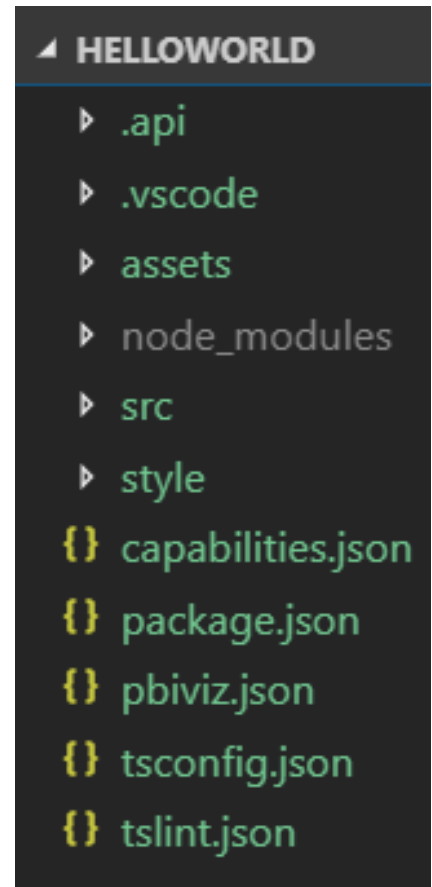 HELLOWORLD
.api
.vscode
assets
node_modules
src
style
{} capabilities.json
{} package.json
{} pbiviz.json
{} tsconfig.json
{} tslint.json